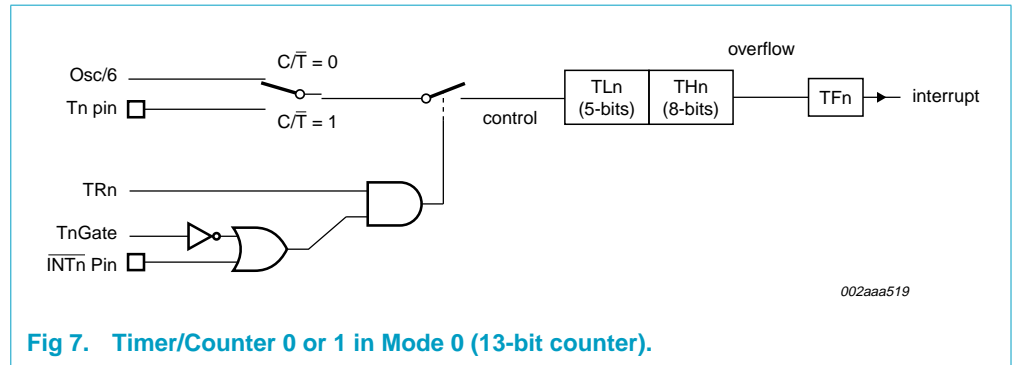 overflow
Osc/6
C/T̅ = 0
TLn
(5-bits)
THn
(8-bits)
TFn
interrupt
Tn pin
C/T̅ = 1
control
TRn
TnGate
I̅N̅T̅n̅ Pin
002aaa519
Fig 7. Timer/Counter 0 or 1 in Mode 0 (13-bit counter).